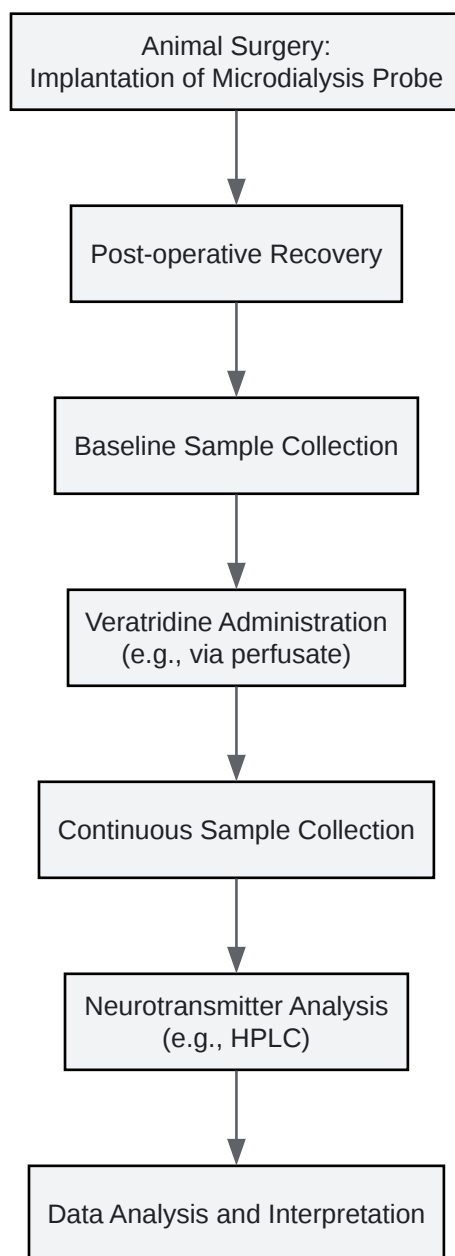 Animal Surgery:
Implantation of Microdialysis Probe
Post-operative Recovery
Baseline Sample Collection
Veratridine Administration
(e.g., via perfusate)
Continuous Sample Collection
Neurotransmitter Analysis
(e.g., HPLC)
Data Analysis and Interpretation